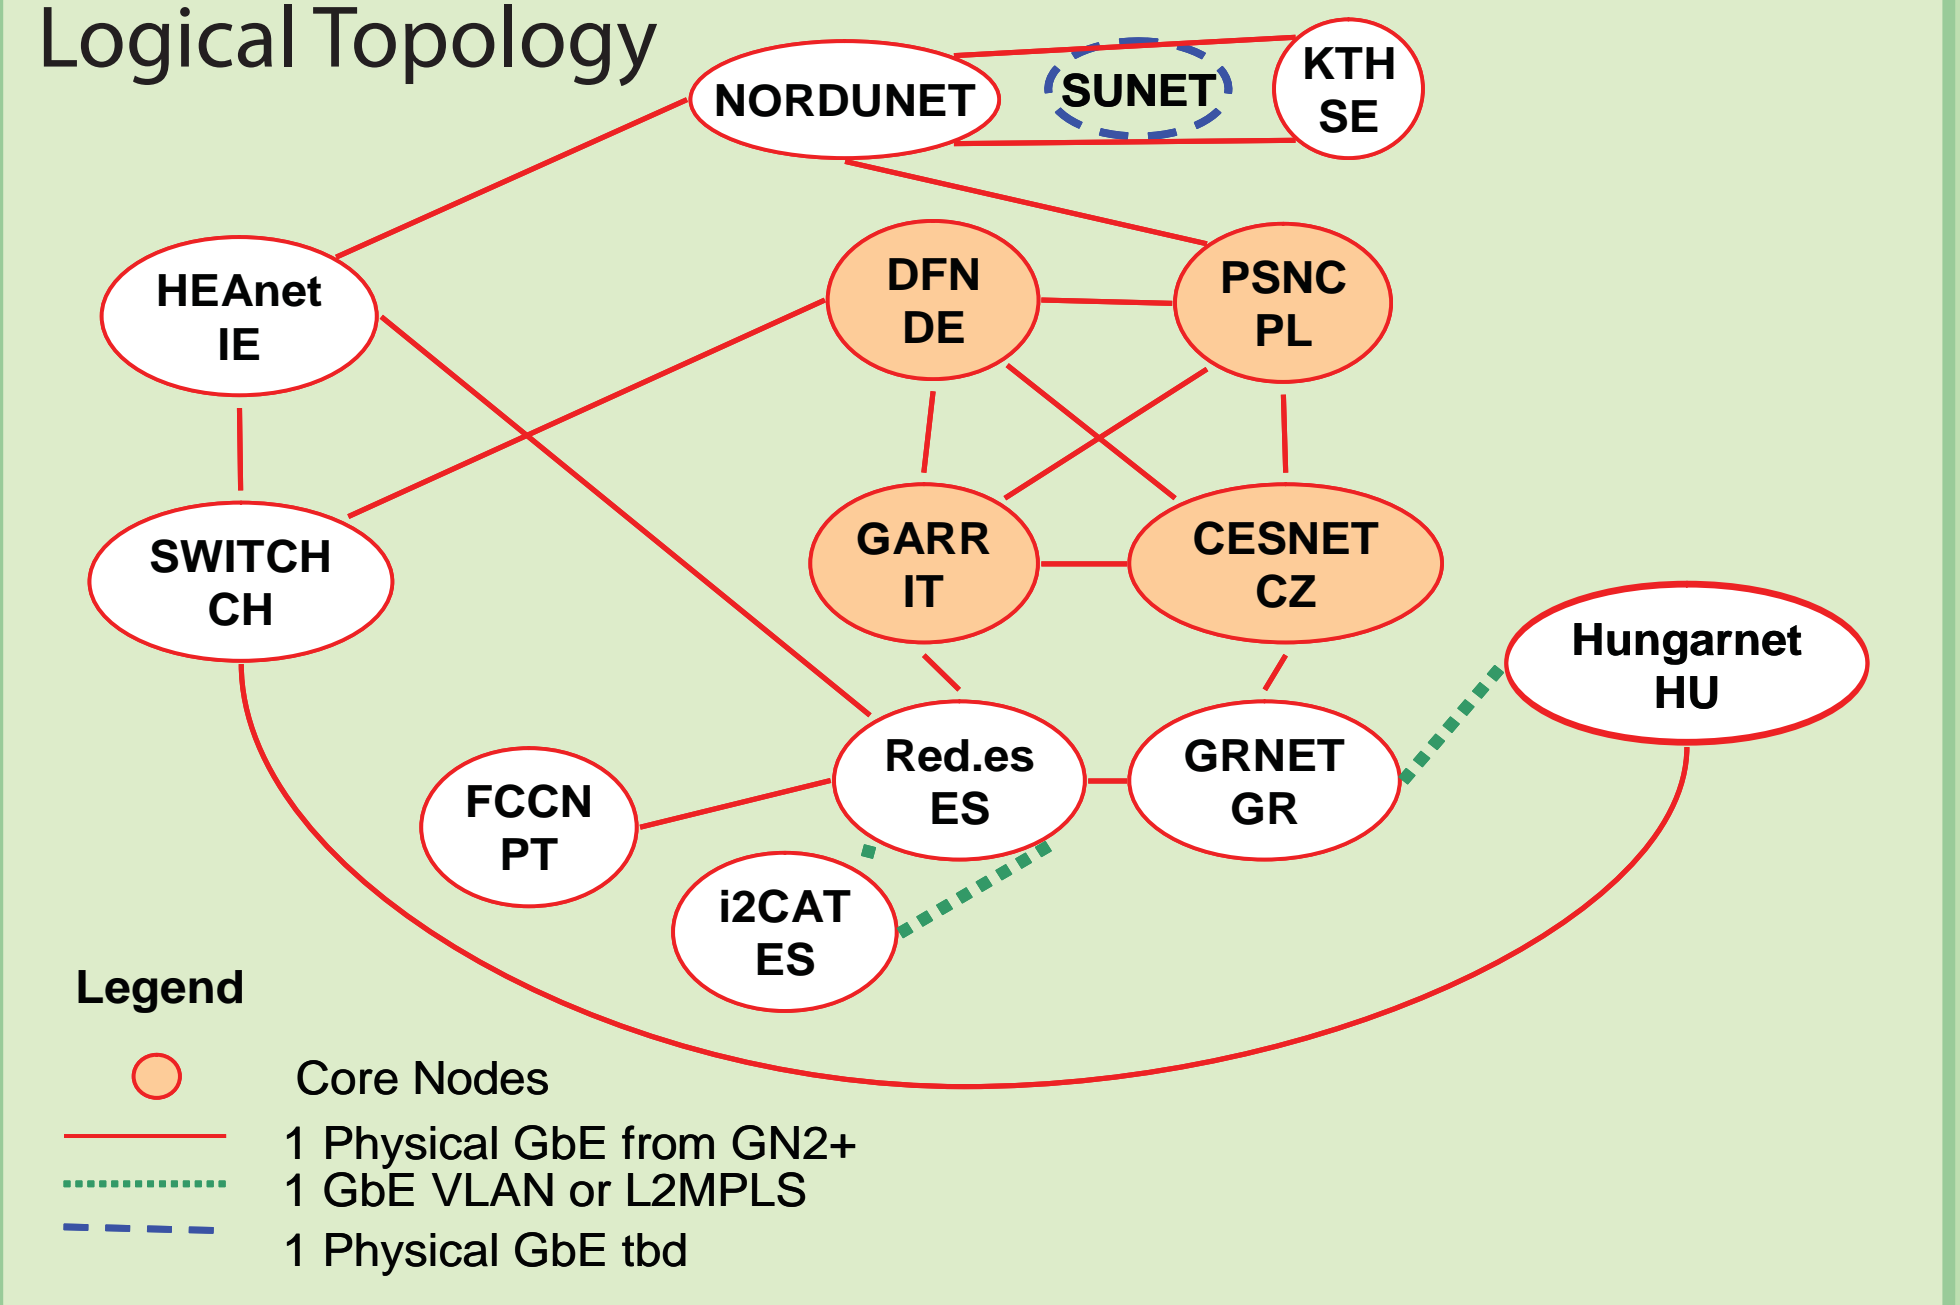 Logical Topology
NORDUNET
SUNET
KTH
SE
HEAnet
IE
DFN
DE
PSNC
PL
SWITCH
CH
GARR
IT
CESNET
CZ
Hungarnet
HU
FCCN
PT
Red.es
ES
GRNET
GR
i2CAT
ES
Legend
Core Nodes
1 Physical GbE from GN2+
1 GbE VLAN or L2MPLS
1 Physical GbE tbd